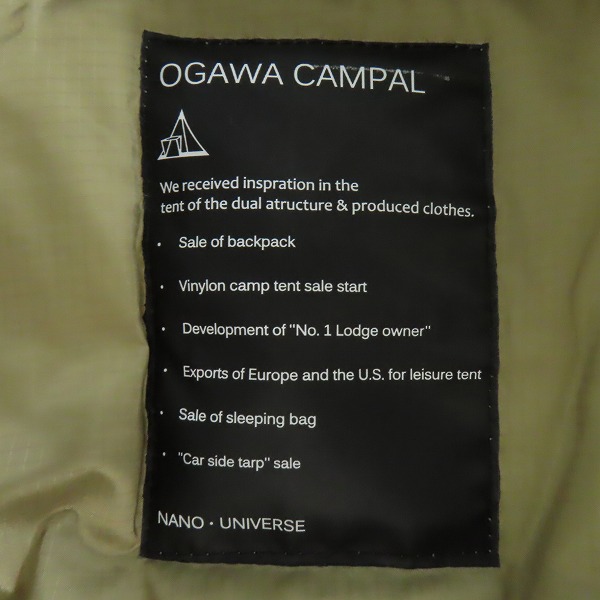 OGAWA CAMPAL
We received inspration in the
tent of the dual atructure & produced clothes.
• Sale of backpack
• Vinylon camp tent sale start
• Development of "No. 1 Lodge owner"
• Exports of Europe and the U.S. for leisure tent
• Sale of sleeping bag
• "Car side tarp" sale
NANO • UNIVERSE